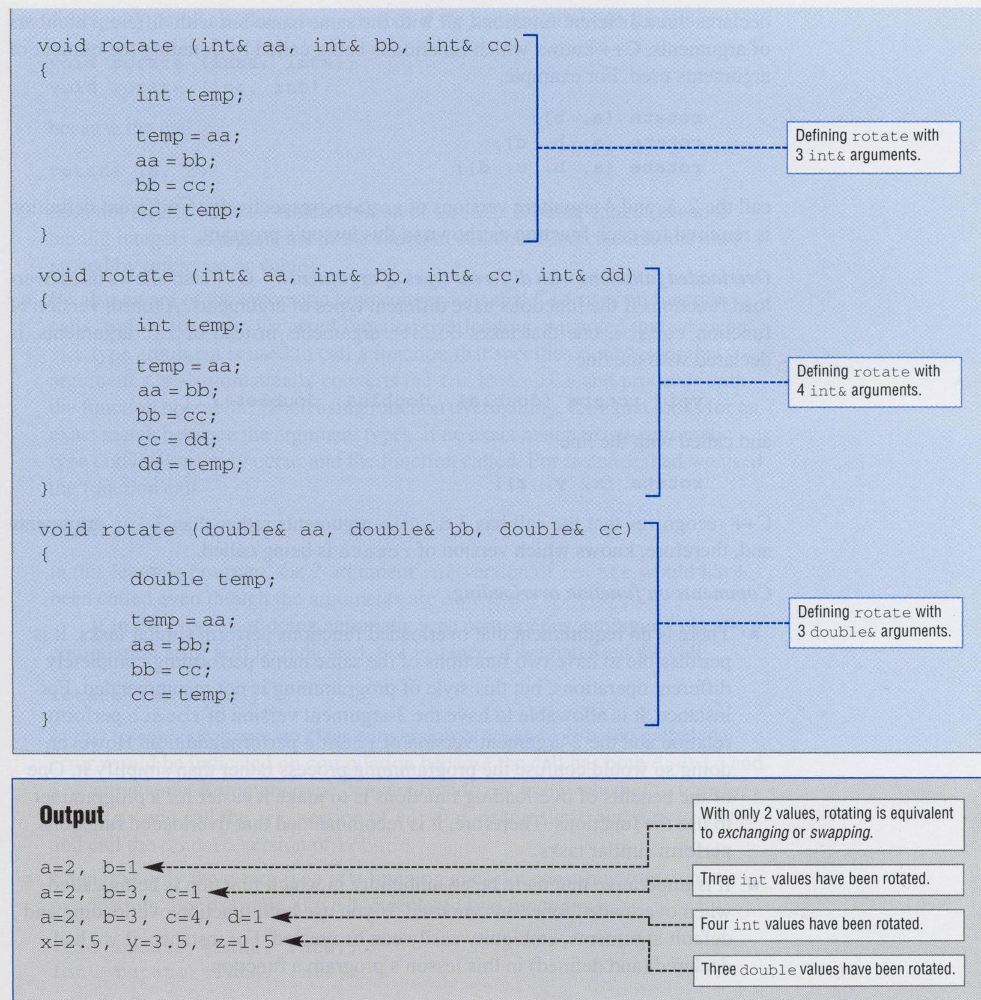 void rotate (int& aa, int& bb, int& cc)
{
int temp;
temp = aa;
aa = bb;
bb = cc;
cc = temp;
}
Defining rotate with
3 int& arguments.
void rotate (int& aa, int& bb, int& cc, int& dd)
{
int temp;
temp = aa;
aa = bb;
bb = cc;
cc = dd;
dd = temp;
}
Defining rotate with
4 int& arguments.
void rotate (double& aa, double& bb, double& cc)
{
double temp;
temp = aa;
aa = bb;
bb = cc;
cc = temp;
}
Defining rotate with
3 double& arguments.
Output
With only 2 values, rotating is equivalent
to exchanging or swapping.
a=2, b=1
Three int values have been rotated.
a=2, b=3, c=1
a=2, b=3, c=4, d=1
Four int values have been rotated.
x=2.5, y=3.5, z=1.5
Three double values have been rotated.